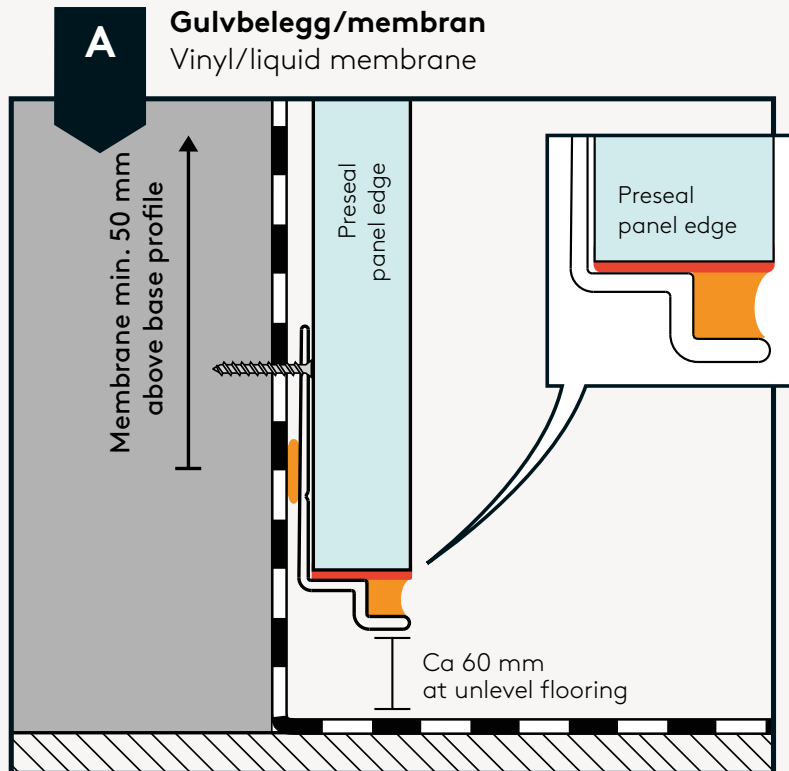 A
Gulvbelegg/membran
Vinyl/liquid membrane
Membrane min. 50 mm
above base profile
Preseal
panel edge
Preseal
panel edge
Ca 60 mm
at unlevel flooring